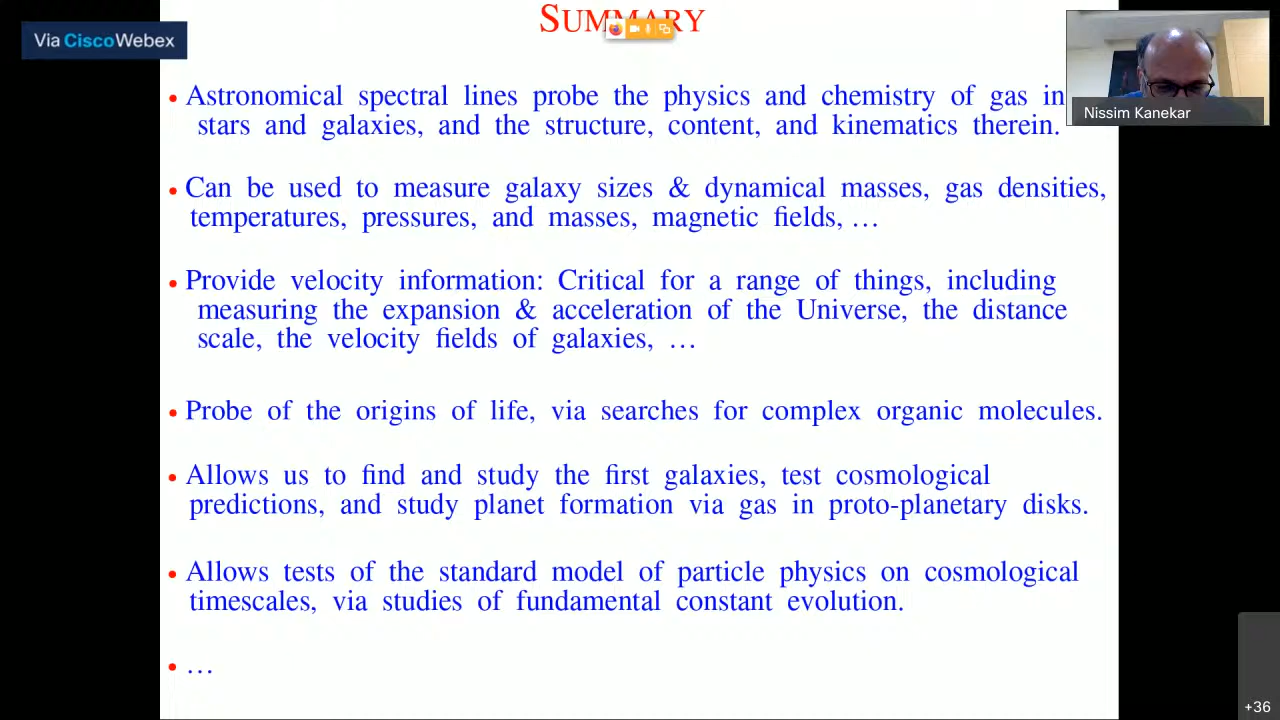 SUMMARY
Via Cisco Webex
Nissim Kanekar
• Astronomical spectral lines probe the physics and chemistry of gas in
stars and galaxies, and the structure, content, and kinematics therein.
• Can be used to measure galaxy sizes & dynamical masses, gas densities,
temperatures, pressures, and masses, magnetic fields, …
• Provide velocity information: Critical for a range of things, including
measuring the expansion & acceleration of the Universe, the distance
scale, the velocity fields of galaxies, …
• Probe of the origins of life, via searches for complex organic molecules.
• Allows us to find and study the first galaxies, test cosmological
predictions, and study planet formation via gas in proto-planetary disks.
• Allows tests of the standard model of particle physics on cosmological
timescales, via studies of fundamental constant evolution.
• …
+36